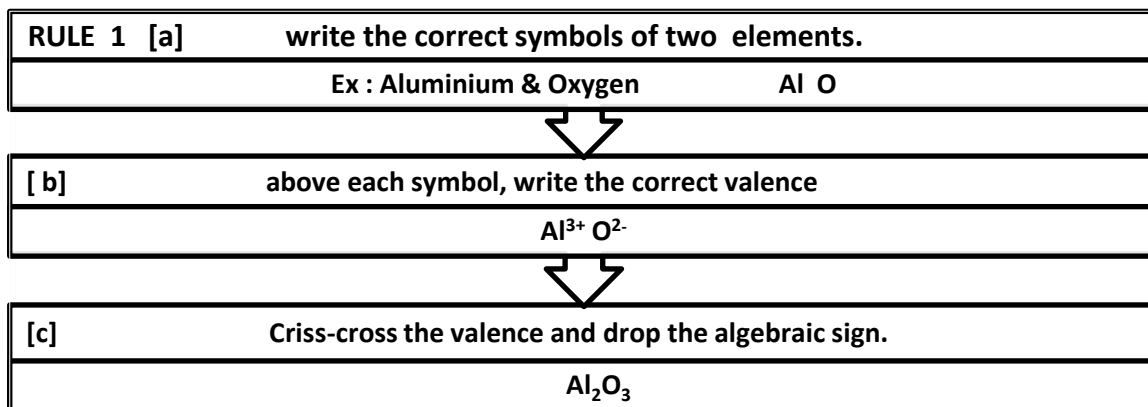 RULE 1 [a] write the correct symbols of two elements.
Ex : Aluminium & Oxygen Al O
[ b] above each symbol, write the correct valence
Al³⁺ O²⁻
[c] Criss-cross the valence and drop the algebraic sign.
Al₂O₃